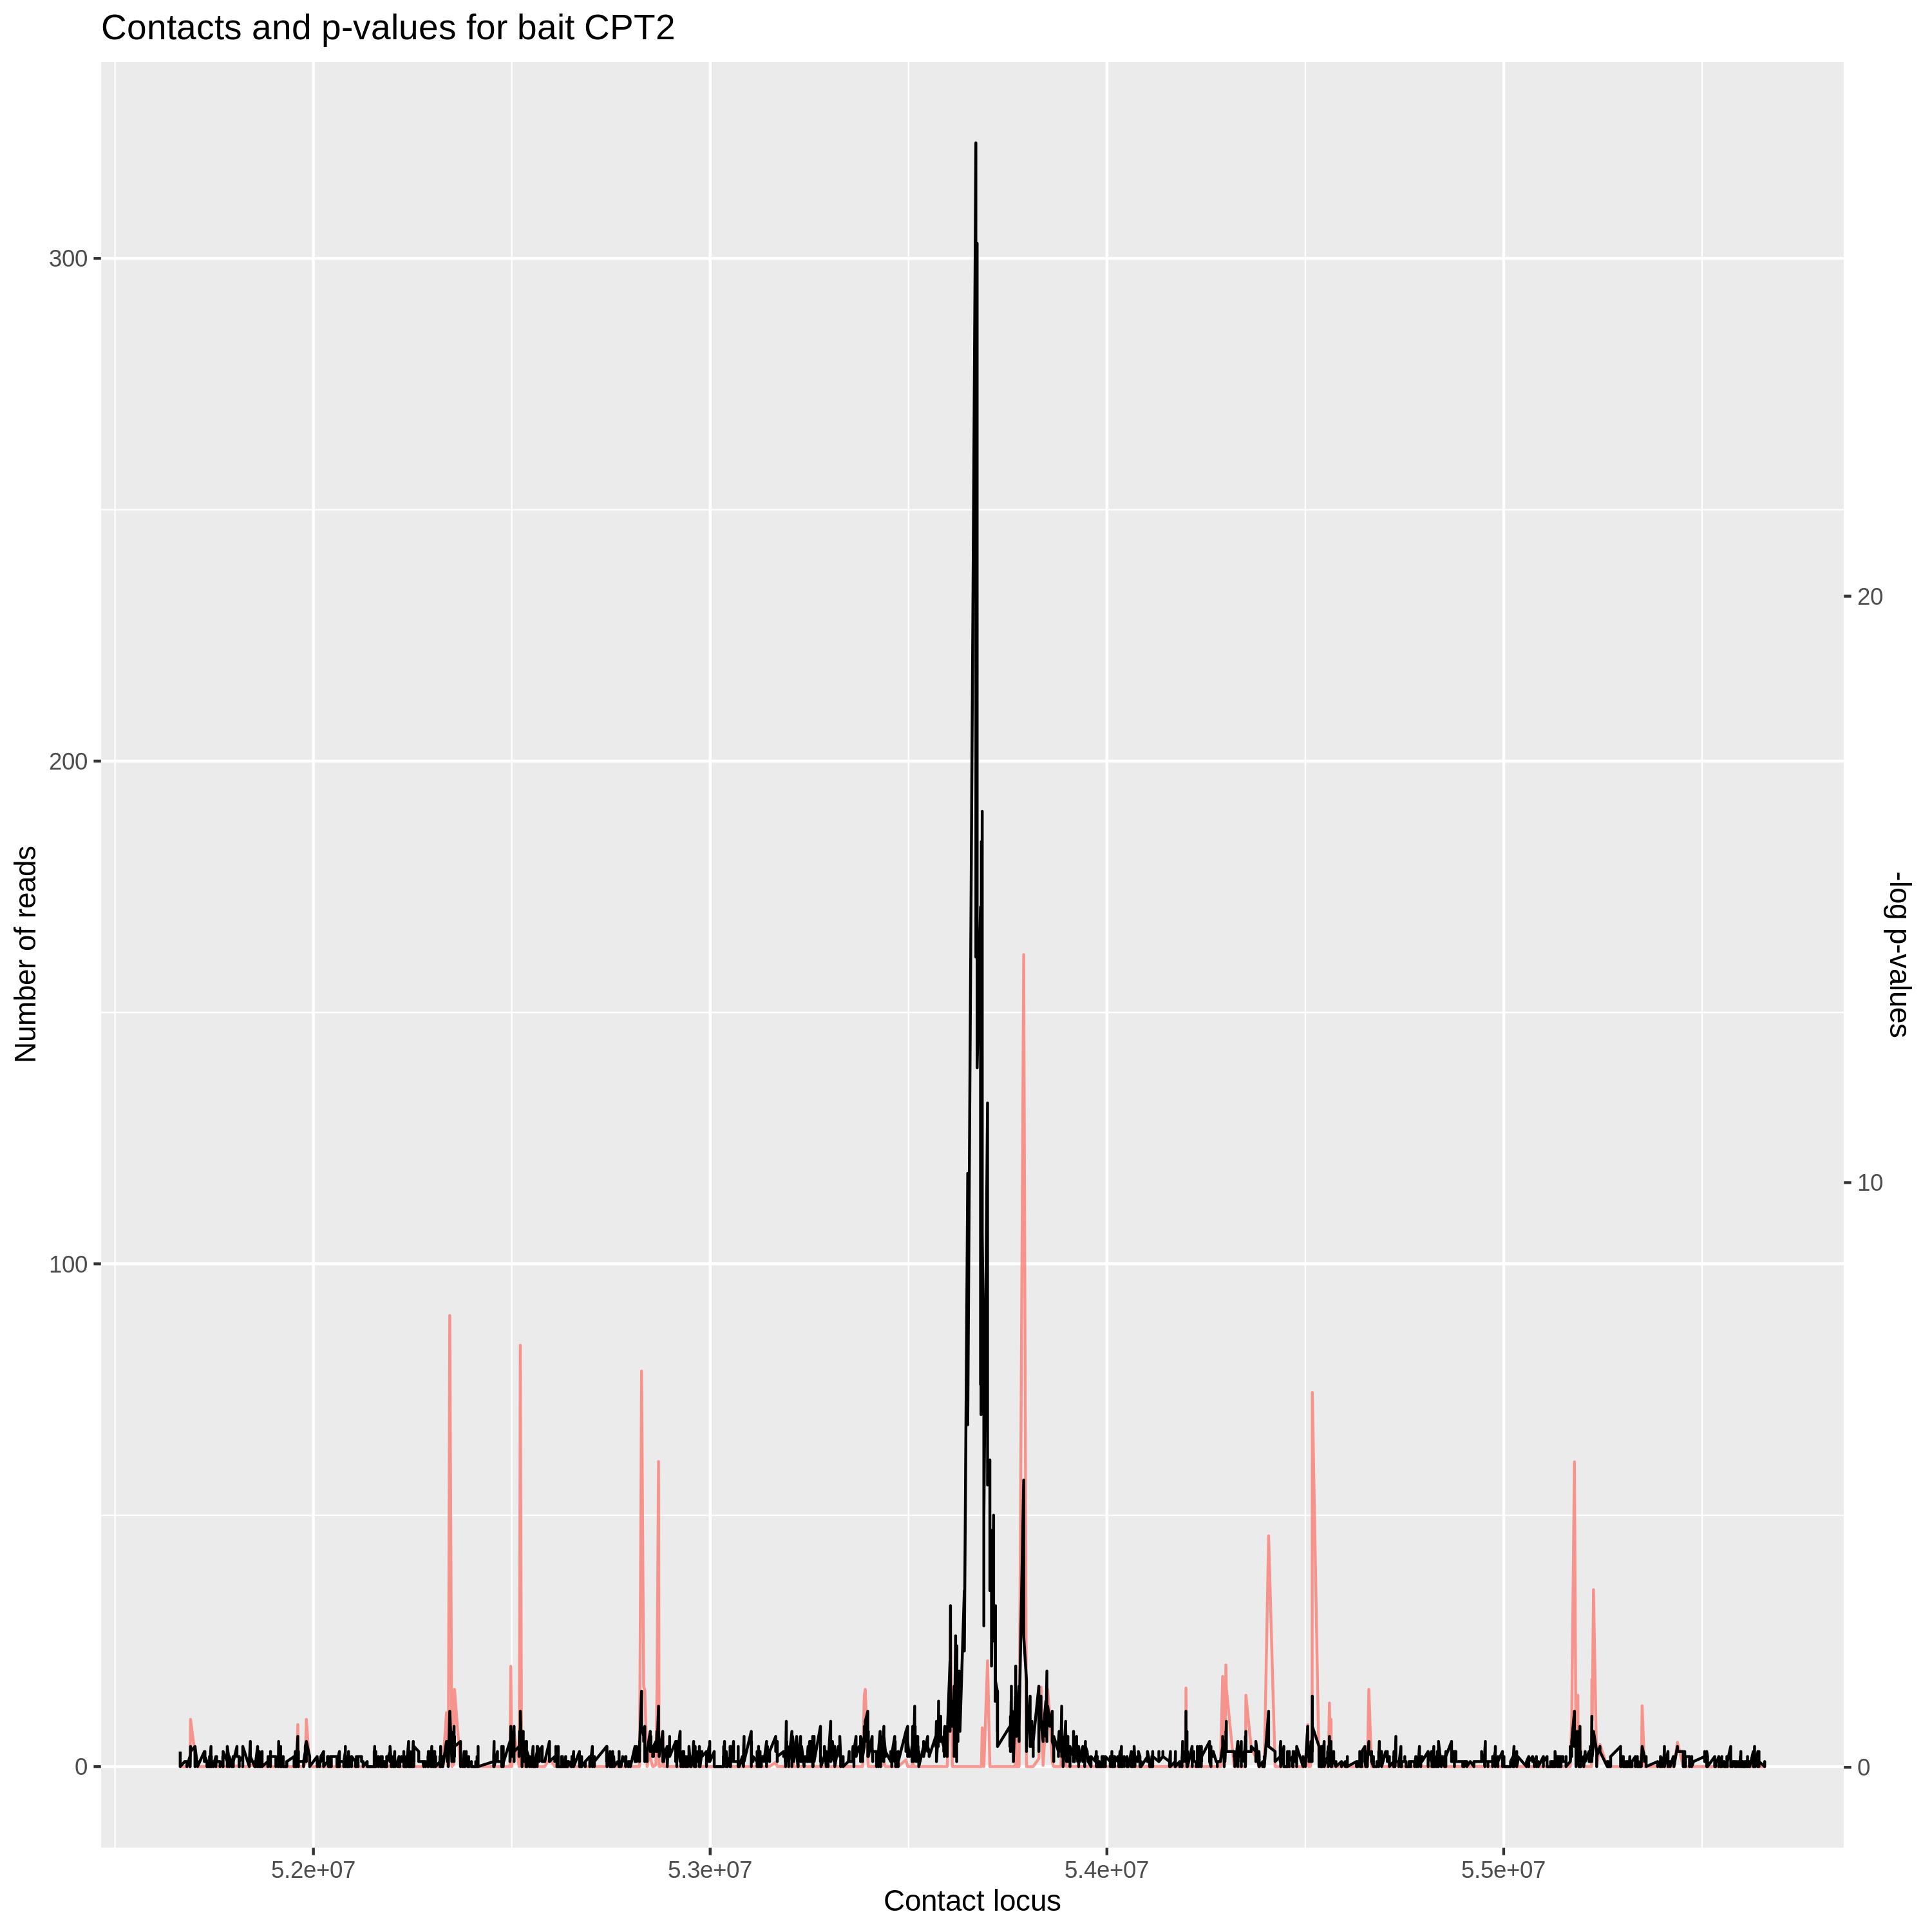 Contacts and p-values for bait CPT2
300
200
100
0
Number of reads
20
10
0
-log p-values
5.2e+07
5.3e+07
5.4e+07
5.5e+07
Contact locus